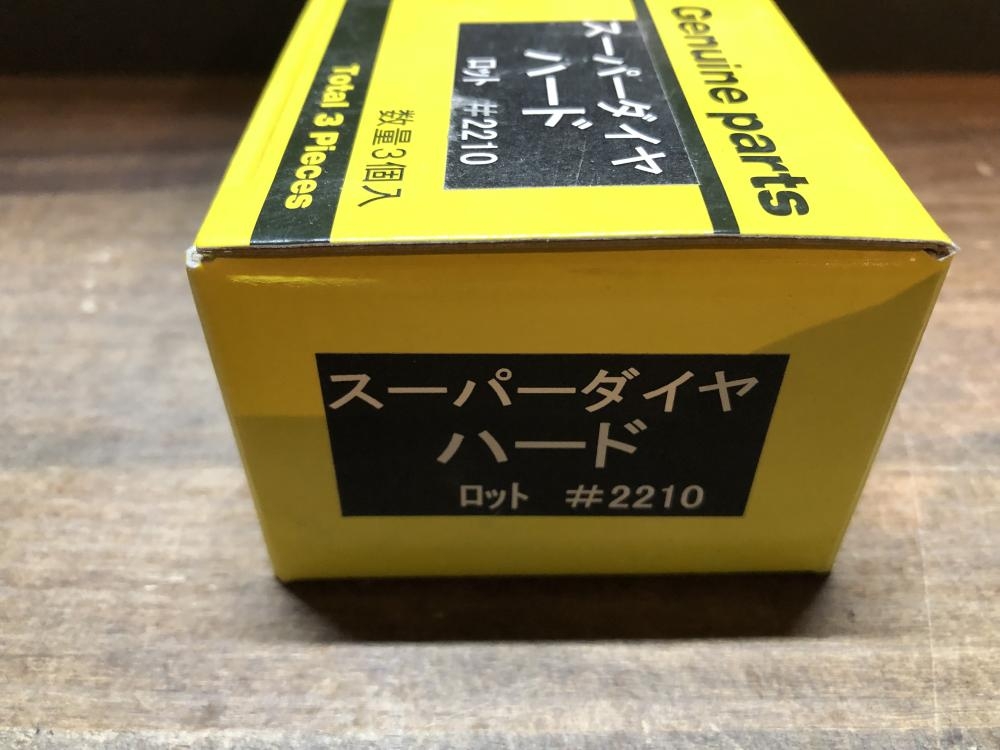 Genuine parts
スーパーダイヤ
ハード
ロット #2210
数量3個入
Total 3 Pieces
スーパーダイヤ
ハード
ロット #2210